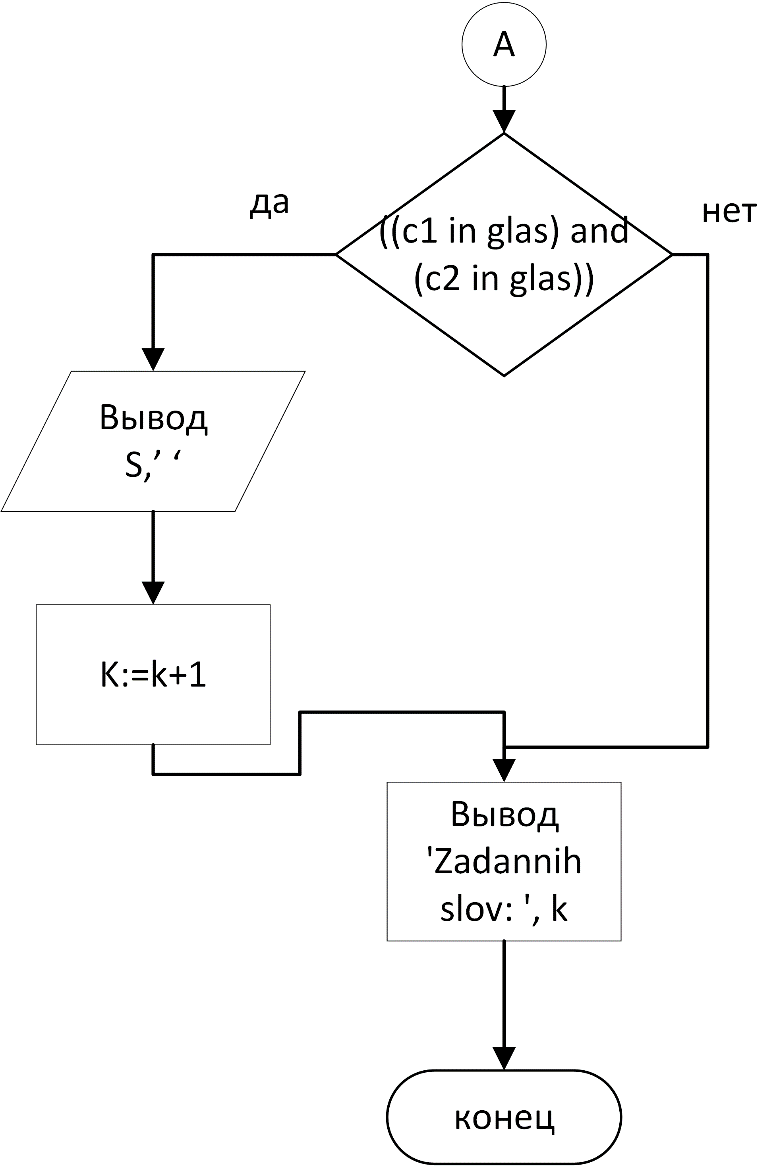 А
да
нет
((c1 in glas) and
(c2 in glas))
Вывод
S,’ ‘
K:=k+1
Вывод
'Zadannih
slov: ', k
конец